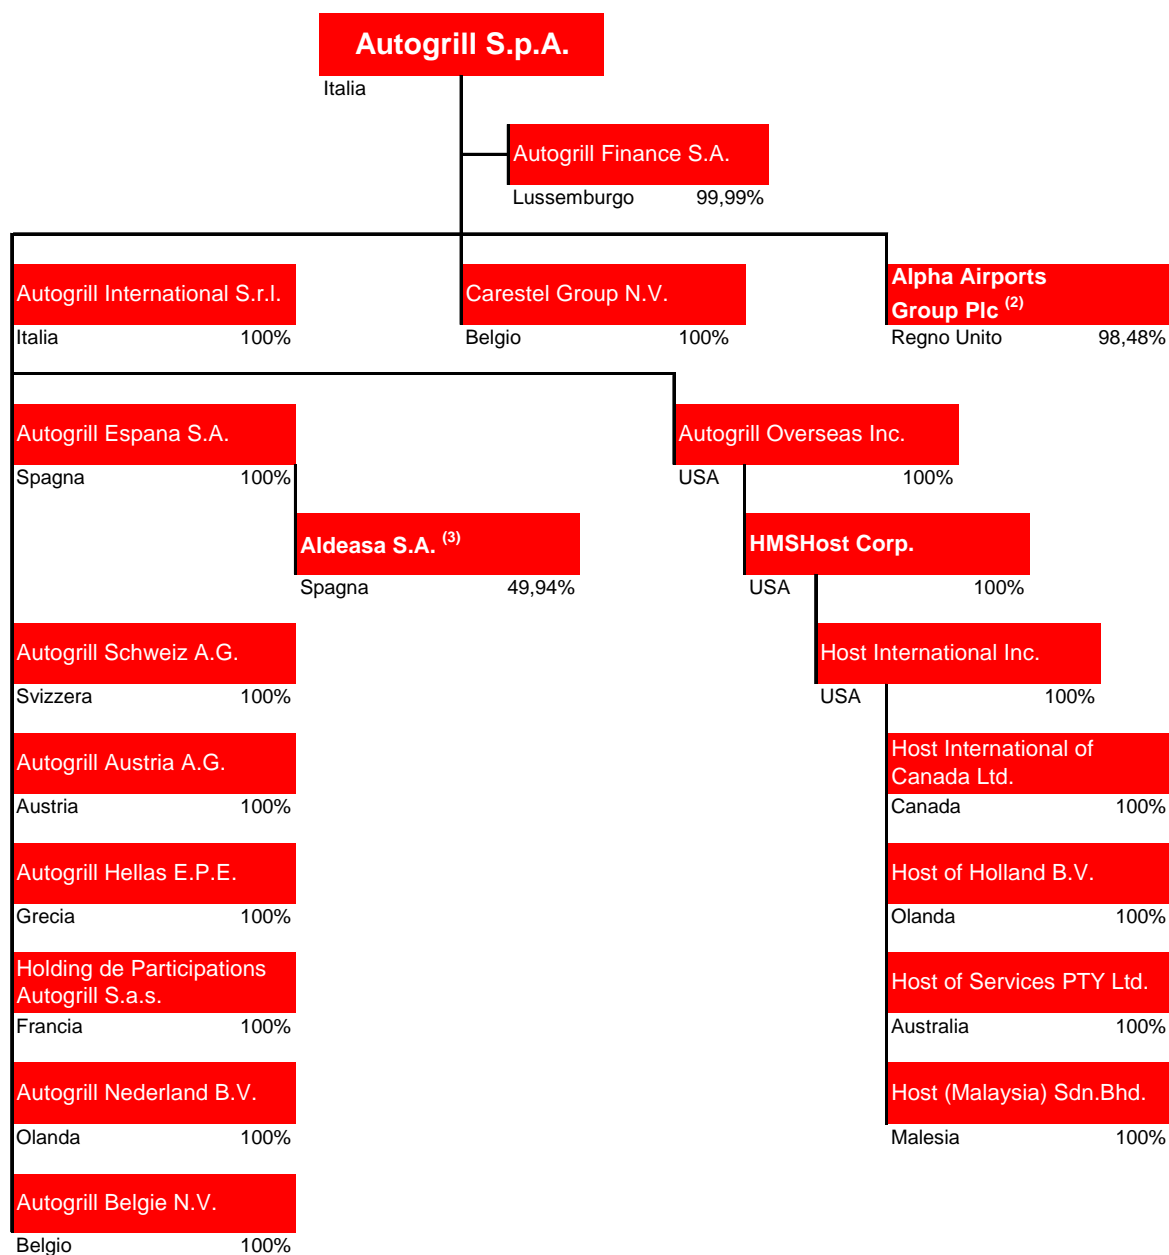 Autogrill S.p.A.
Italia
Autogrill Finance S.A.
Lussemburgo 99,99%
Autogrill International S.r.l.
Italia 100%
Carestel Group N.V.
Belgio 100%
Alpha Airports
Group Plc (2)
Regno Unito 98,48%
Autogrill Espana S.A.
Spagna 100%
Autogrill Overseas Inc.
USA 100%
Aldeasa S.A. (3)
Spagna 49,94%
HMSHost Corp.
USA 100%
Autogrill Schweiz A.G.
Svizzera 100%
Host International Inc.
USA 100%
Autogrill Austria A.G.
Austria 100%
Host International of
Canada Ltd.
Canada 100%
Autogrill Hellas E.P.E.
Grecia 100%
Host of Holland B.V.
Olanda 100%
Holding de Participations
Autogrill S.a.s.
Francia 100%
Host of Services PTY Ltd.
Australia 100%
Autogrill Nederland B.V.
Olanda 100%
Host (Malaysia) Sdn.Bhd.
Malesia 100%
Autogrill Belgie N.V.
Belgio 100%